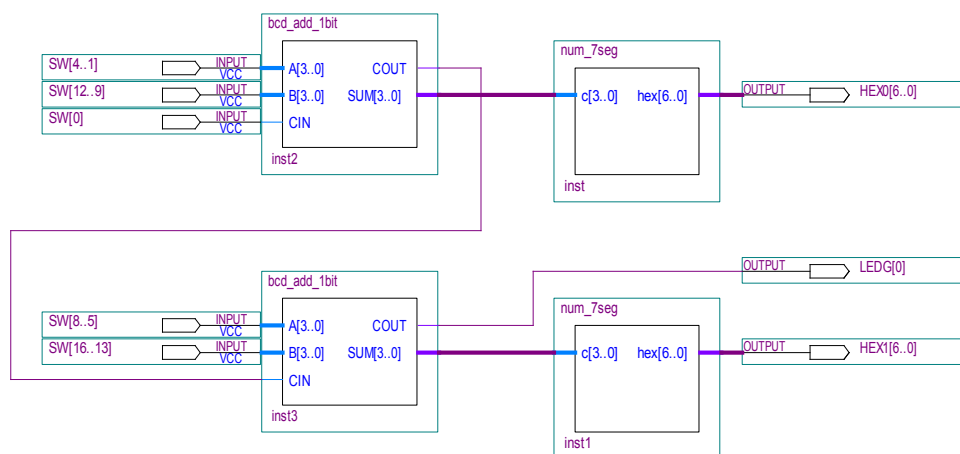 bcd_add_1bit
SW[4..1] INPUT VCC A[3..0] COUT
SW[12..9] INPUT VCC B[3..0] SUM[3..0]
SW[0] INPUT VCC CIN
inst2
num_7seg
c[3..0] hex[6..0]
inst
OUTPUT HEX0[6..0]
OUTPUT LEDG[0]
bcd_add_1bit
SW[8..5] INPUT VCC A[3..0] COUT
SW[16..13] INPUT VCC B[3..0] SUM[3..0]
CIN
inst3
num_7seg
c[3..0] hex[6..0]
inst1
OUTPUT HEX1[6..0]